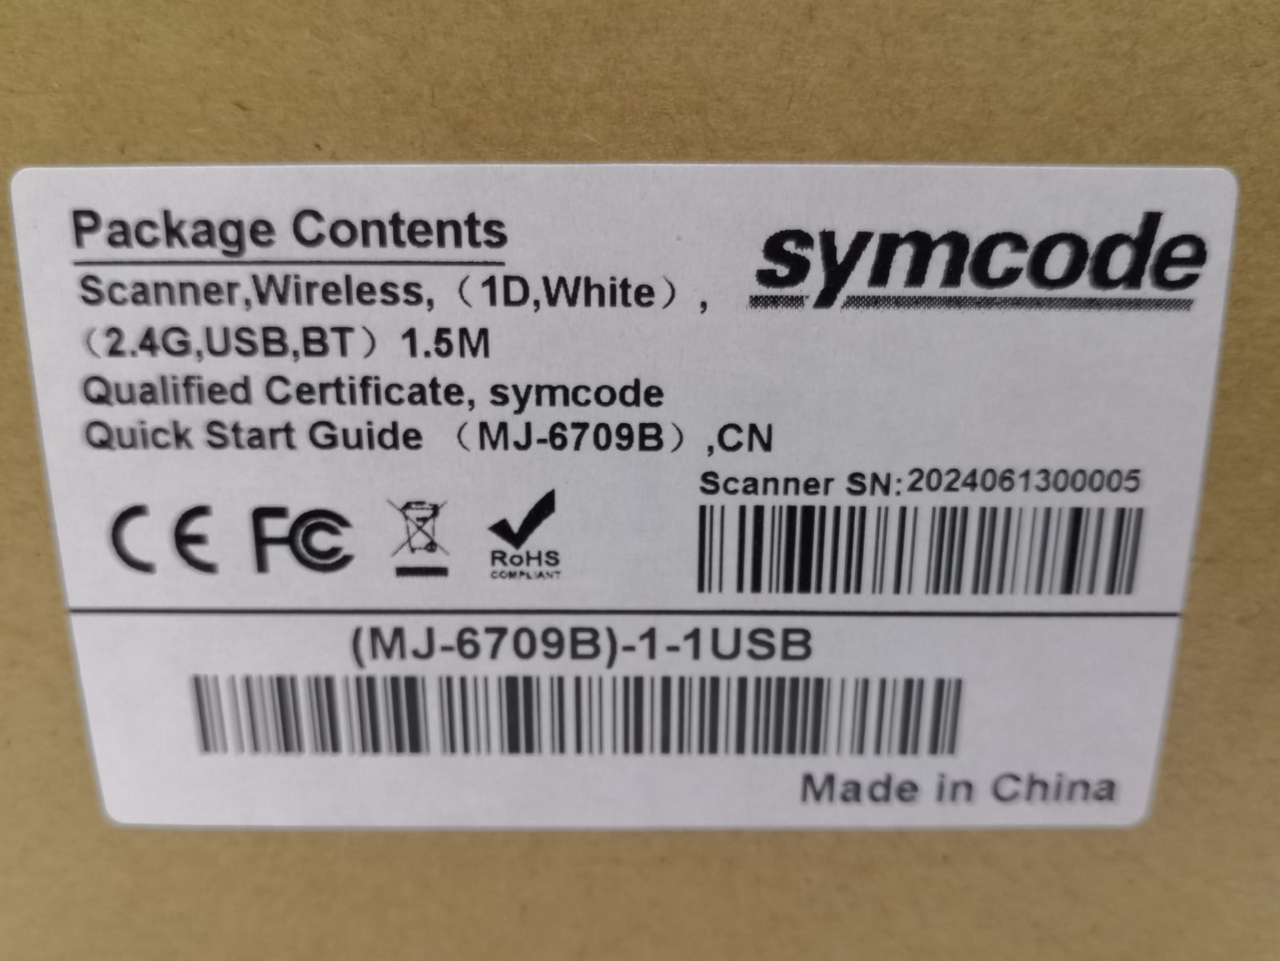 Package Contents
symcode
Scanner,Wireless,（1D,White）,
（2.4G,USB,BT）1.5M
Qualified Certificate, symcode
Quick Start Guide （MJ-6709B）,CN
Scanner SN:2024061300005
CE FC RoHS
COMPLIANT
(MJ-6709B)-1-1USB
Made in China